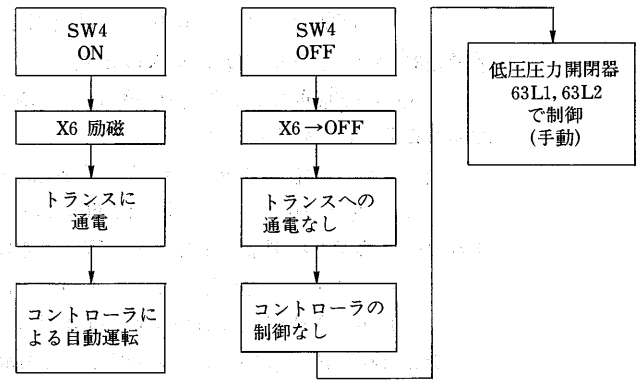 SW4
ON
X6 励磁
トランスに
通電
コントローラに
よる自動運転
SW4
OFF
X6→OFF
トランスへの
通電なし
コントローラの
制御なし
低圧圧力開閉器
63L1, 63L2
で制御
(手動)